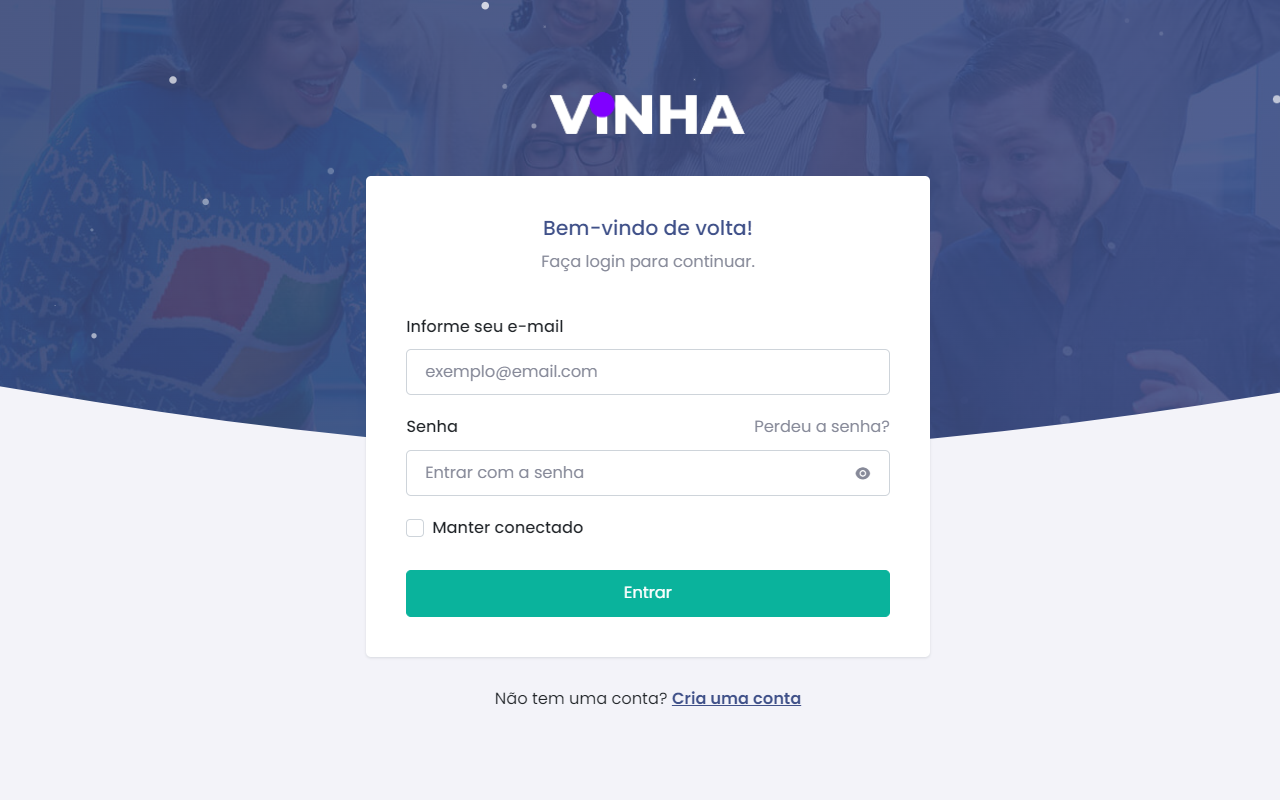 VINHA
Bem-vindo de volta!
Faça login para continuar.
Informe seu e-mail
exemplo@email.com
Senha
Perdeu a senha?
Entrar com a senha
Manter conectado
Entrar
Não tem uma conta? Cria uma conta